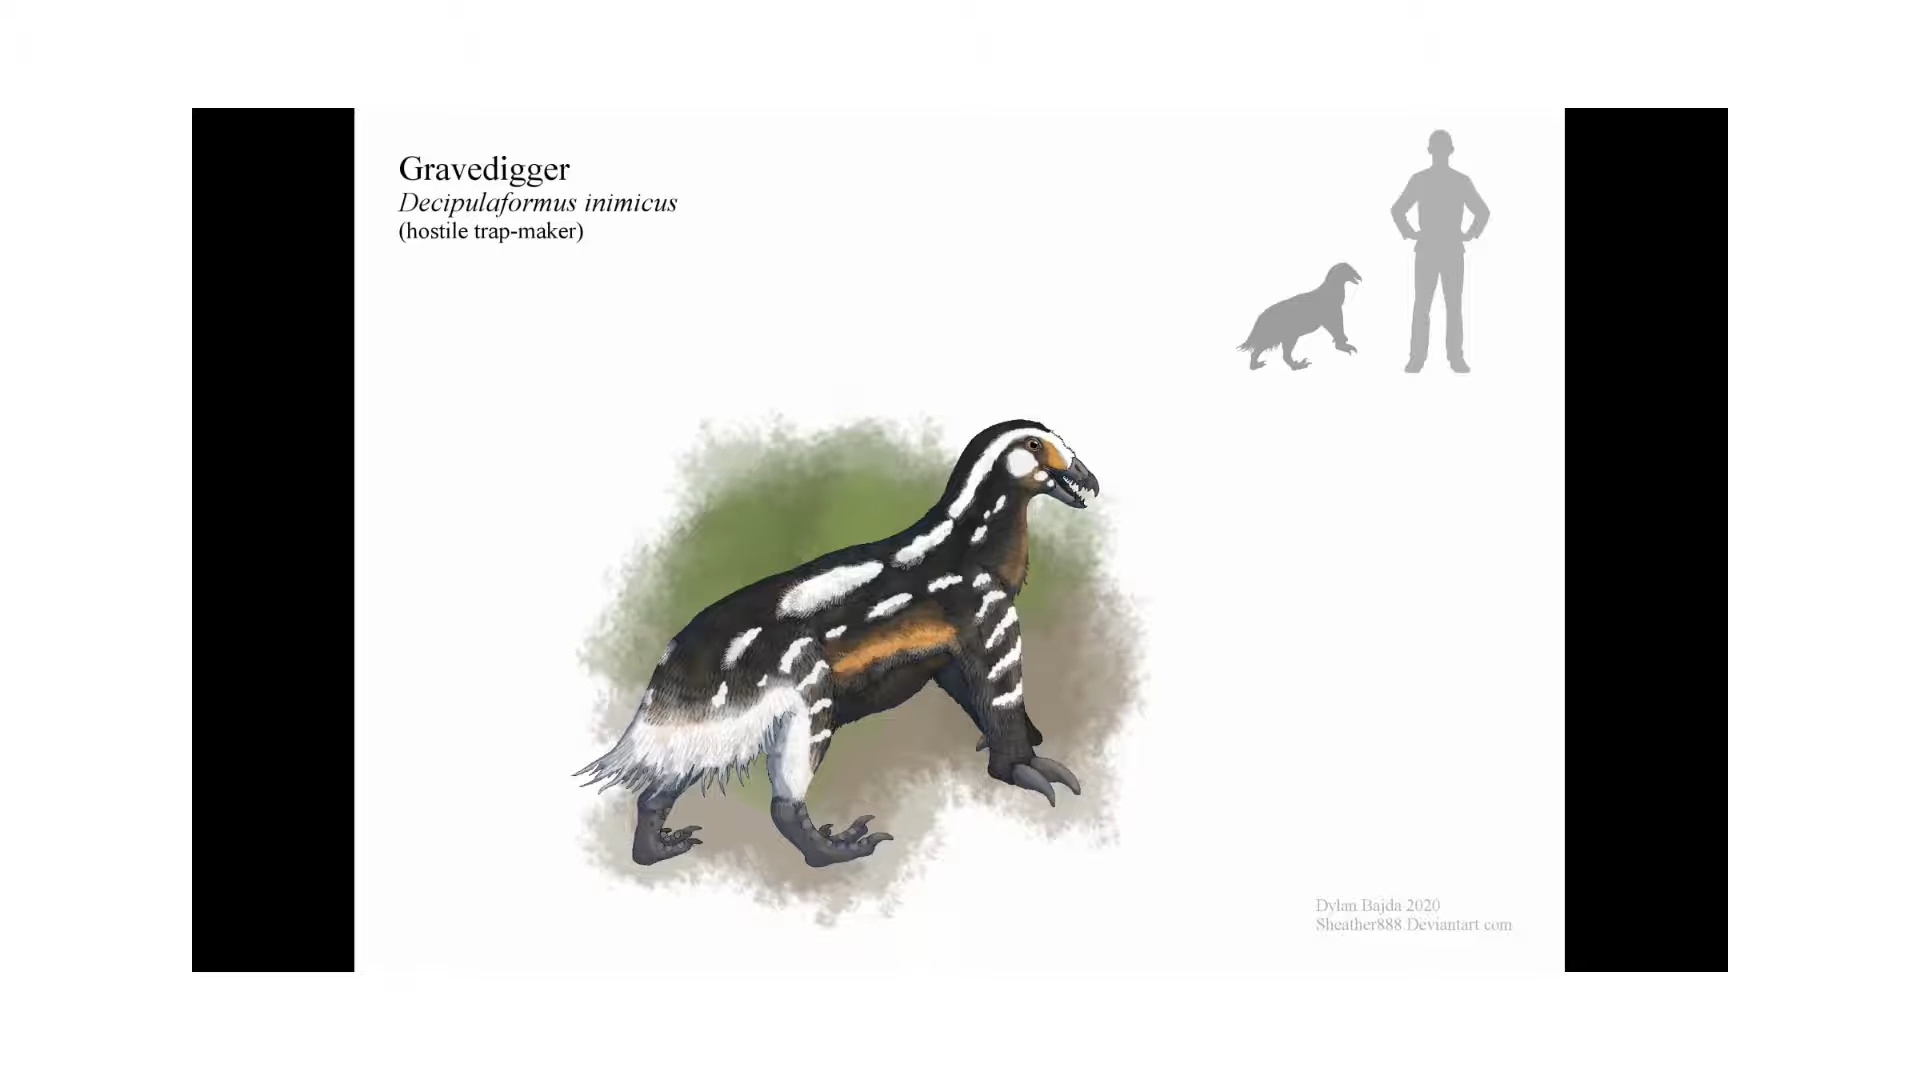 Gravedigger
Decipulaformus inimicus
(hostile trap-maker)
Dylan Bajda 2020
Sheather888 Deviantart com